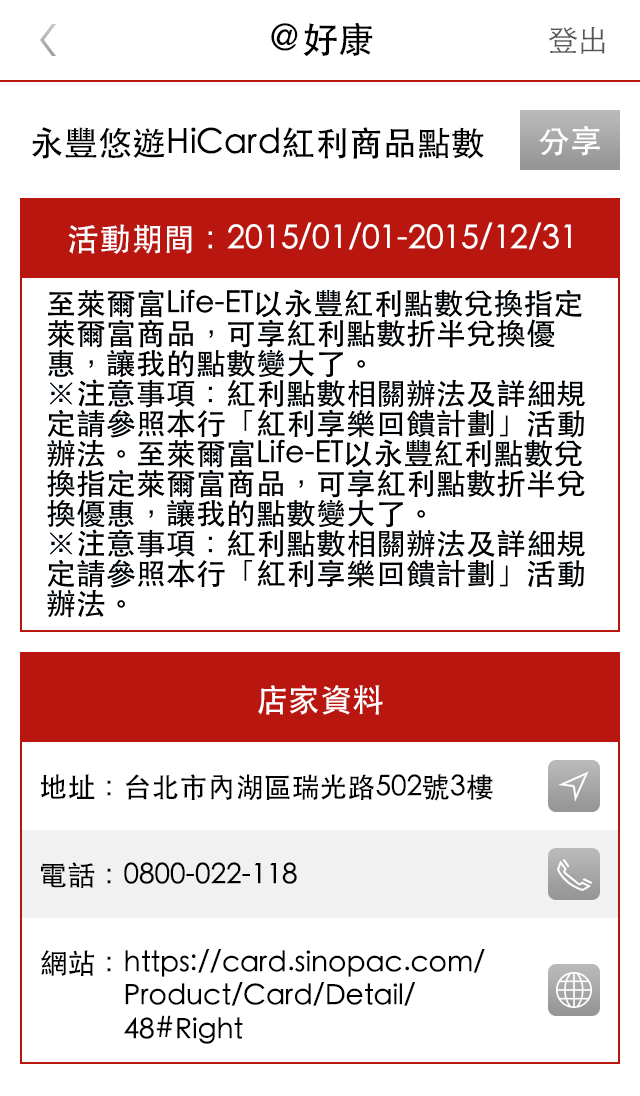 @好康
登出
永豐悠遊HiCard紅利商品點數
分享
活動期間：2015/01/01-2015/12/31
至萊爾富Life-ET以永豐紅利點數兌換指定
萊爾富商品，可享紅利點數折半兌換優
惠，讓我的點數變大了。
※注意事項：紅利點數相關辦法及詳細規
定請參照本行「紅利享樂回饋計劃」活動
辦法。至萊爾富Life-ET以永豐紅利點數兌
換指定萊爾富商品，可享紅利點數折半兌
換優惠，讓我的點數變大了。
※注意事項：紅利點數相關辦法及詳細規
定請參照本行「紅利享樂回饋計劃」活動
辦法。
店家資料
地址：台北市內湖區瑞光路502號3樓
電話：0800-022-118
網站：https://card.sinopac.com/
Product/Card/Detail/
48#Right